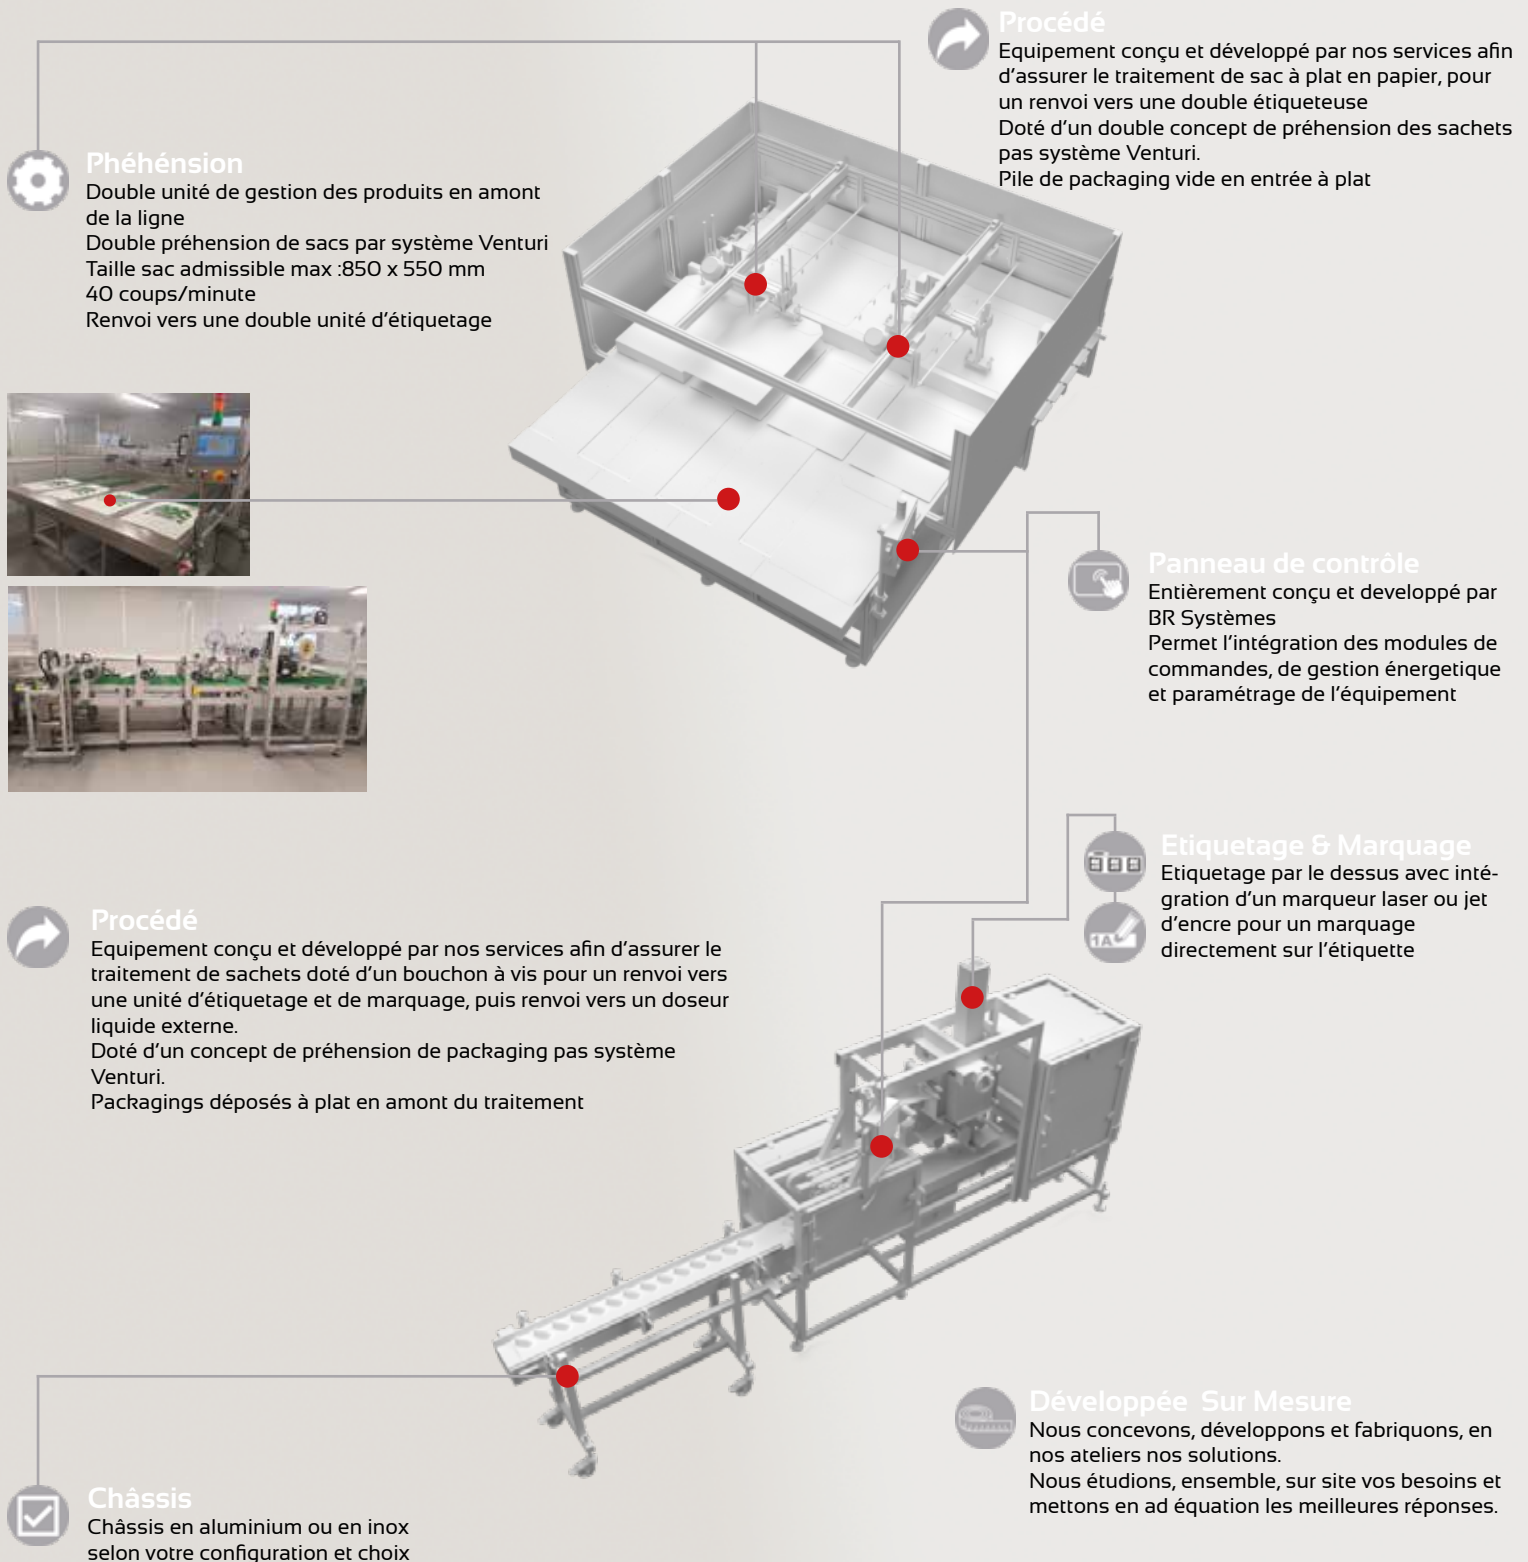 Procédé
Equipement conçu et développé par nos services afin
d'assurer le traitement de sac à plat en papier, pour
un renvoi vers une double étiqueteuse
Doté d'un double concept de préhension des sachets
pas système Venturi.
Pile de packaging vide en entrée à plat
Phéhénsion
Double unité de gestion des produits en amont
de la ligne
Double préhension de sacs par système Venturi
Taille sac admissible max :850 x 550 mm
40 coups/minute
Renvoi vers une double unité d'étiquetage
Panneau de contrôle
Entièrement conçu et developpé par
BR Systèmes
Permet l'intégration des modules de
commandes, de gestion énergetique
et paramétrage de l'équipement
Etiquetage & Marquage
Etiquetage par le dessus avec inté-
gration d'un marqueur laser ou jet
d'encre pour un marquage
directement sur l'étiquette
1A
Procédé
Equipement conçu et développé par nos services afin d'assurer le
traitement de sachets doté d'un bouchon à vis pour un renvoi vers
une unité d'étiquetage et de marquage, puis renvoi vers un doseur
liquide externe.
Doté d'un concept de préhension de packaging pas système
Venturi.
Packagings déposés à plat en amont du traitement
Développée  Sur Mesure
Nous concevons, développons et fabriquons, en
nos ateliers nos solutions.
Nous étudions, ensemble, sur site vos besoins et
mettons en ad équation les meilleures réponses.
Châssis
Châssis en aluminium ou en inox
selon votre configuration et choix